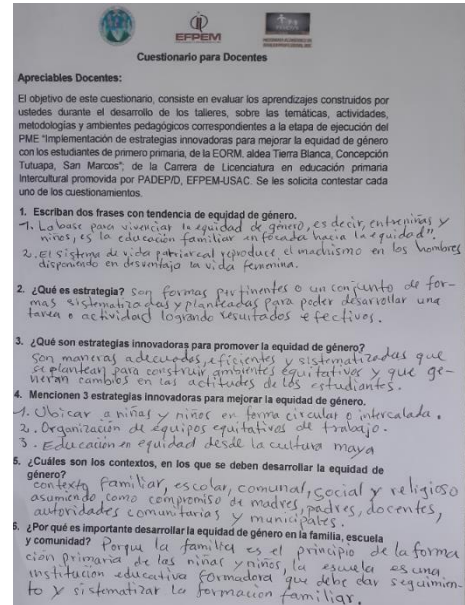 EFPEM
Cuestionario para Docentes
Apreciables Docentes:
El objetivo de este cuestionario, consiste en evaluar los aprendizajes construidos por
ustedes durante el desarrollo de los talleres, sobre las temáticas, actividades,
metodologías y ambientes pedagógicos correspondientes a la etapa de ejecución del
PME "Implementación de estrategias innovadoras para mejorar la equidad de género
con los estudiantes de primero primaria, de la EORM. aldea Tierra Blanca, Concepción
Tutuapa, San Marcos", de la Carrera de Licenciatura en educación primaria
Intercultural promovida por PADEP/D, EFPEM-USAC. Se les solicita contestar cada
uno de los cuestionamientos.
1. Escriban dos frases con tendencia de equidad de género.
1. La base para vivenciar la equidad de género, es decir, entre niñas y
niños, es la educación familiar enfocada hacia la equidad".
2. El sistema de vida patriarcal reproduce el machismo en los hombres
disponiendo en desventaja la vida femenina.
2. ¿Qué es estrategia? son formas pertinentes o un conjunto de for-
mas sistematizadas y planteadas para poder desarrollar una
tarea o actividad logrando resultados efectivos.
3. ¿Qué son estrategias innovadoras para promover la equidad de género?
Son maneras adecuadas, eficientes y sistematizadas que
se plantean para construir ambientes equitativos y que ge-
neran cambios en las actitudes de los estudiantes.
4. Mencionen 3 estrategias innovadoras para mejorar la equidad de género.
1. Ubicar a niñas y niños en forma circular o intercalada.
2. Organización de equipos equitativos de trabajo.
3. Educación en equidad desde la cultura maya
5. ¿Cuáles son los contextos, en los que se deben desarrollar la equidad de
género?
contexto familiar, escolar, comunal, social y religioso
asumiendo como compromiso de madres, padres, docentes,
autoridades comunitarias y municipales.
6. ¿Por qué es importante desarrollar la equidad de género en la familia, escuela
y comunidad? Porque la familia es el principio de la forma
ción primaria de las niñas y niños, la escuela es una
institución educativa formadora que debe dar seguimien-
to y sistematizar la formación familiar.